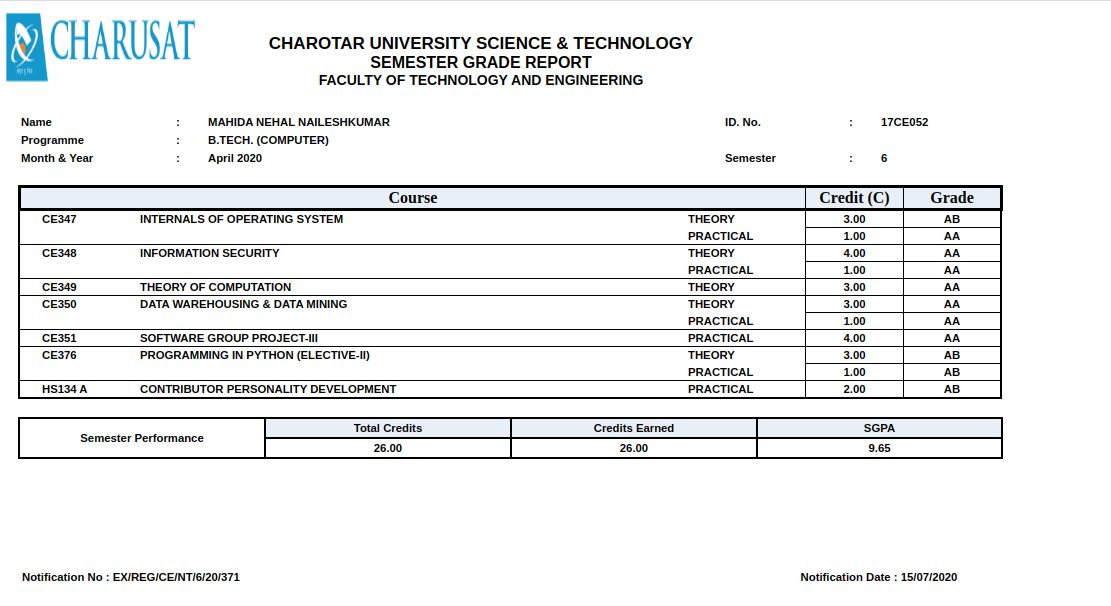 CHARUSAT
CHAROTAR UNIVERSITY SCIENCE & TECHNOLOGY
SEMESTER GRADE REPORT
FACULTY OF TECHNOLOGY AND ENGINEERING
Name : MAHIDA NEHAL NAILESHKUMAR ID. No. : 17CE052
Programme : B.TECH. (COMPUTER)
Month & Year : April 2020 Semester : 6
Course Credit (C) Grade
CE347 INTERNALS OF OPERATING SYSTEM THEORY 3.00 AB
PRACTICAL 1.00 AA
CE348 INFORMATION SECURITY THEORY 4.00 AA
PRACTICAL 1.00 AA
CE349 THEORY OF COMPUTATION THEORY 3.00 AA
CE350 DATA WAREHOUSING & DATA MINING THEORY 3.00 AA
PRACTICAL 1.00 AA
CE351 SOFTWARE GROUP PROJECT-III PRACTICAL 4.00 AA
CE376 PROGRAMMING IN PYTHON (ELECTIVE-II) THEORY 3.00 AB
PRACTICAL 1.00 AB
HS134 A CONTRIBUTOR PERSONALITY DEVELOPMENT PRACTICAL 2.00 AB
Semester Performance Total Credits Credits Earned SGPA
26.00 26.00 9.65
Notification No : EX/REG/CE/NT/6/20/371 Notification Date : 15/07/2020